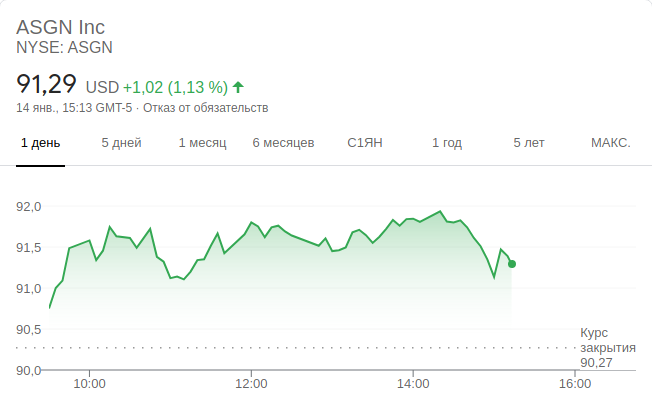 ASGN Inc
NYSE: ASGN
91,29 USD +1,02 (1,13 %)
14 янв., 15:13 GMT-5 · Отказ от обязательств
1 день 5 дней 1 месяц 6 месяцев С1ЯН 1 год 5 лет МАКС.
92,0
91,5
91,0
90,5
Курс
закрытия
90,27
90,0
10:00 12:00 14:00 16:00